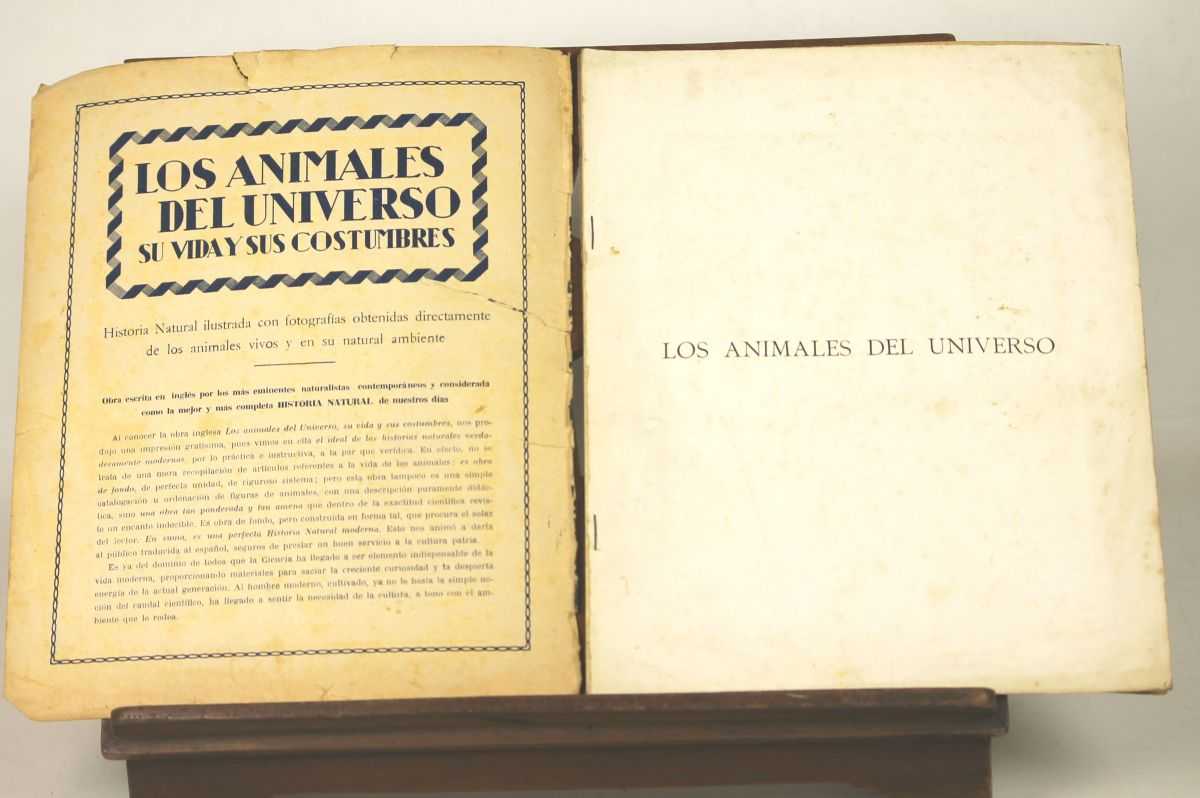 LOS ANIMALES
DEL UNIVERSO
SU VIDA Y SUS COSTUMBRES
Historia Natural ilustrada con fotografías obtenidas directamente
de los animales vivos y en su natural ambiente
Obra escrita en inglés por los más eminentes naturalistas contemporáneos y considerada
como la mejor y más completa HISTORIA NATURAL de nuestros días
Al conocer la obra inglesa Los animales del Universo, su vida y sus costumbres, nos pro-
dujo una impresión gratísima, pues vimos en ella el ideal de las historias naturales verda-
deramente modernas, por lo práctica e instructiva, a la par que verídica. En efecto, no se
trata de una mera recopilación de artículos referentes a la vida de los animales: es obra
de fondo, de perfecta unidad, de riguroso sistema; pero esta obra tampoco es una simple
catalogación u ordenación de figuras de animales, con una descripción puramente didác-
tica, sino una obra tan ponderada y tan amena que dentro de la exactitud científica revis-
te un encanto indecible. Es obra de fondo, pero construida en forma tal, que procura el solaz
del lector. En suma, es una perfecta Historia Natural moderna. Esto nos animó a darla
al público traducida al español, seguros de prestar un buen servicio a la cultura patria.
Es ya del dominio de todos que la Ciencia ha llegado a ser elemento indispensable de la
vida moderna, proporcionando materiales para saciar la creciente curiosidad y la despierta
energía de la actual generación. Al hombre moderno, cultivado, ya no le basta la simple no-
ción del caudal científico, ha llegado a sentir la necesidad de la cultura, a tono con el am-
biente que le rodea.
LOS ANIMALES DEL UNIVERSO